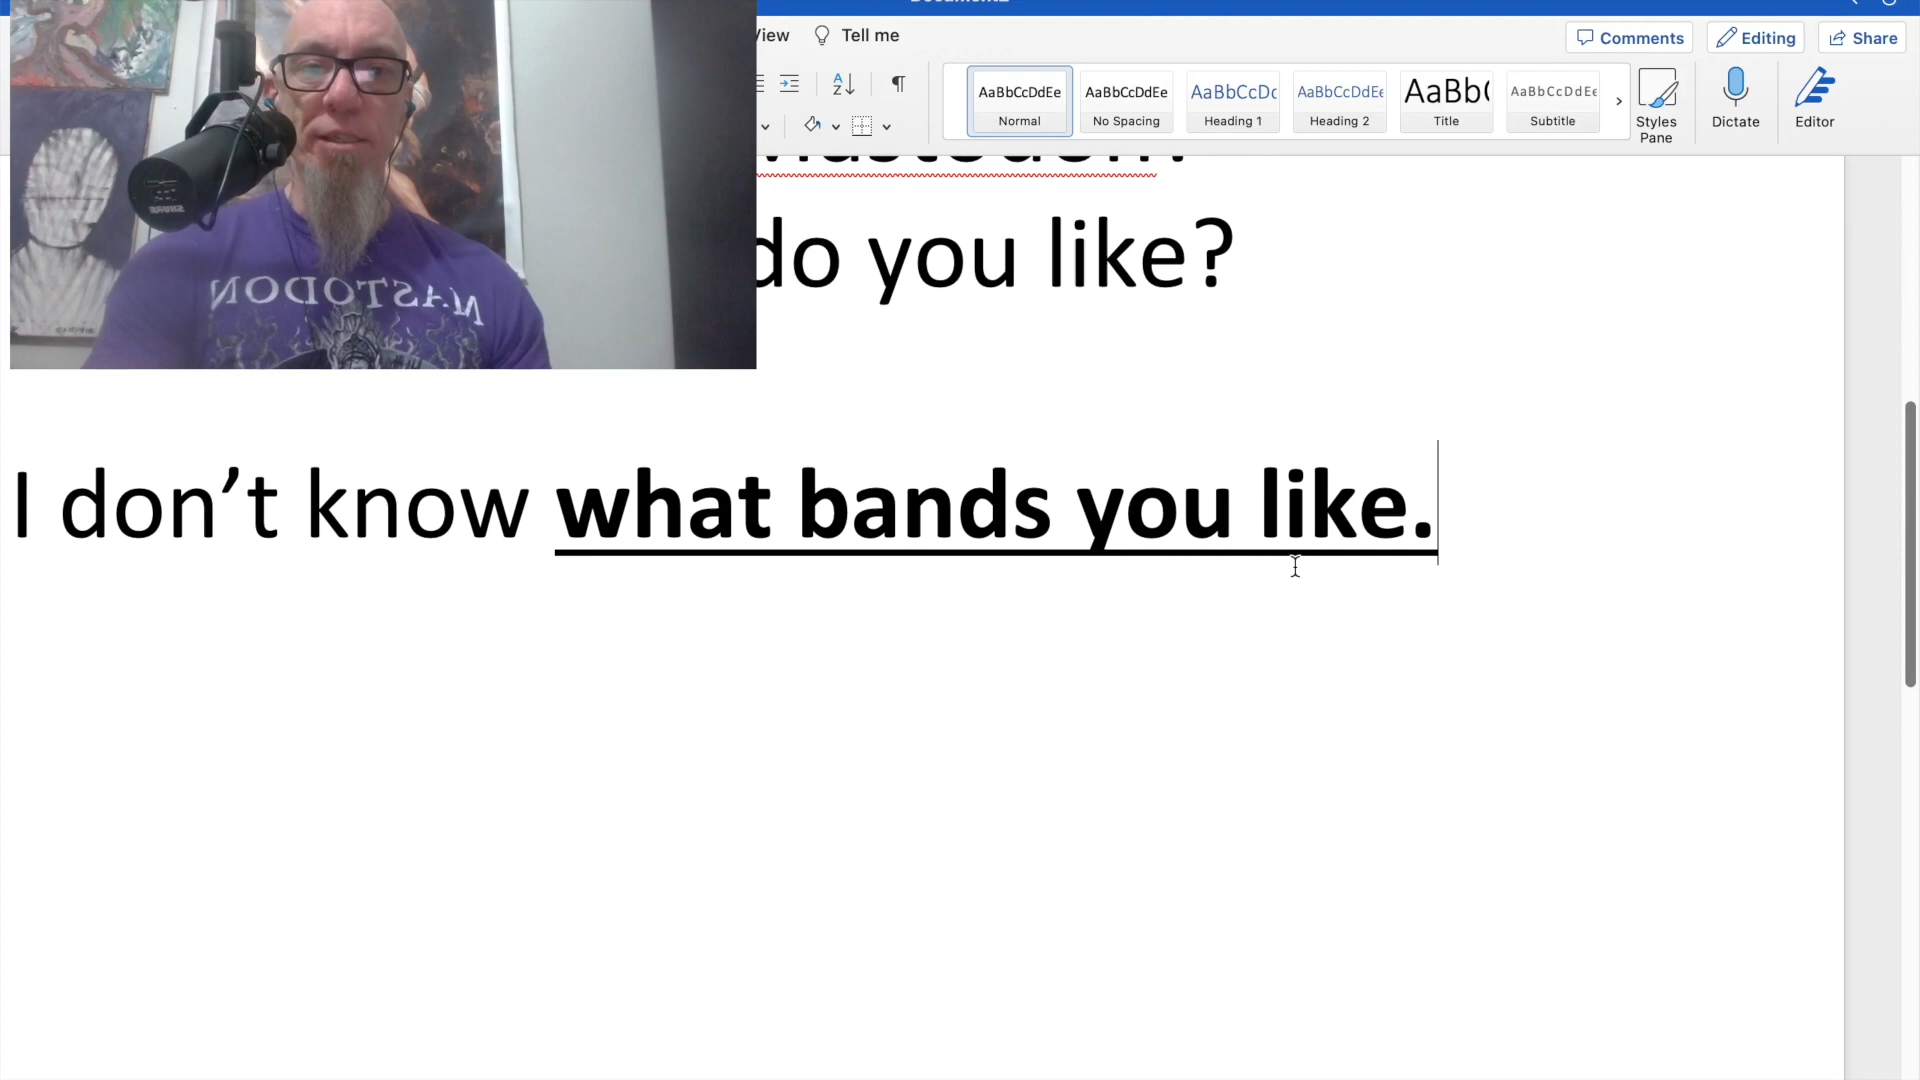 View Tell me
Comments Editing Share
AaBbCcDdEe AaBbCcDdEe AaBbCcDc AaBbCcDdEe AaBb( AaBbCcDdEe
Normal No Spacing Heading 1 Heading 2 Title Subtitle
Styles Pane
Dictate
Editor
do you like?
MASTODON
SHURE
I don’t know what bands you like.